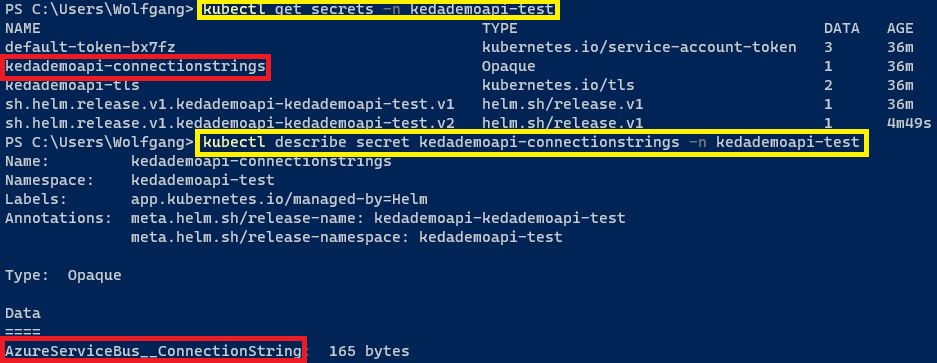 PS C:\Users\Wolfgang> kubectl get secrets -n kedademoapi-test
NAME TYPE DATA AGE
default-token-bx7fz kubernetes.io/service-account-token 3 36m
kedademoapi-connectionstrings Opaque 1 36m
kedademoapi-tls kubernetes.io/tls 2 36m
sh.helm.release.v1.kedademoapi-kedademoapi-test.v1 helm.sh/release.v1 1 36m
sh.helm.release.v1.kedademoapi-kedademoapi-test.v2 helm.sh/release.v1 1 4m49s
PS C:\Users\Wolfgang> kubectl describe secret kedademoapi-connectionstrings -n kedademoapi-test
Name: kedademoapi-connectionstrings
Namespace: kedademoapi-test
Labels: app.kubernetes.io/managed-by=Helm
Annotations: meta.helm.sh/release-name: kedademoapi-kedademoapi-test
meta.helm.sh/release-namespace: kedademoapi-test
Type: Opaque
Data
====
AzureServiceBus__ConnectionString: 165 bytes